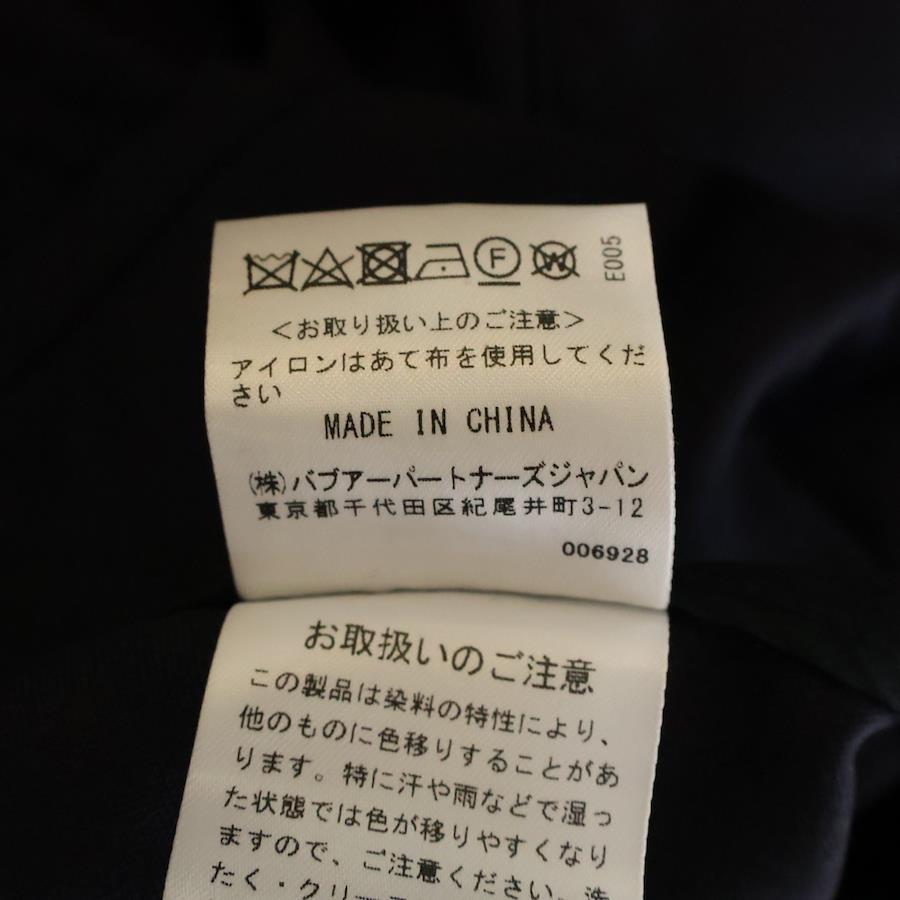 F W E005
<お取り扱い上のご注意>
アイロンはあて布を使用してくだ
さい
MADE IN CHINA
(株)バブアーパートナーズジャパン
東京都千代田区紀尾井町3-12
006928
お取扱いのご注意
この製品は染料の特性により、
他のものに色移りすることがあ
ります。特に汗や雨などで湿っ
た状態では色が移りやすくなり
ますので、ご注意ください。洗
たく・クリー